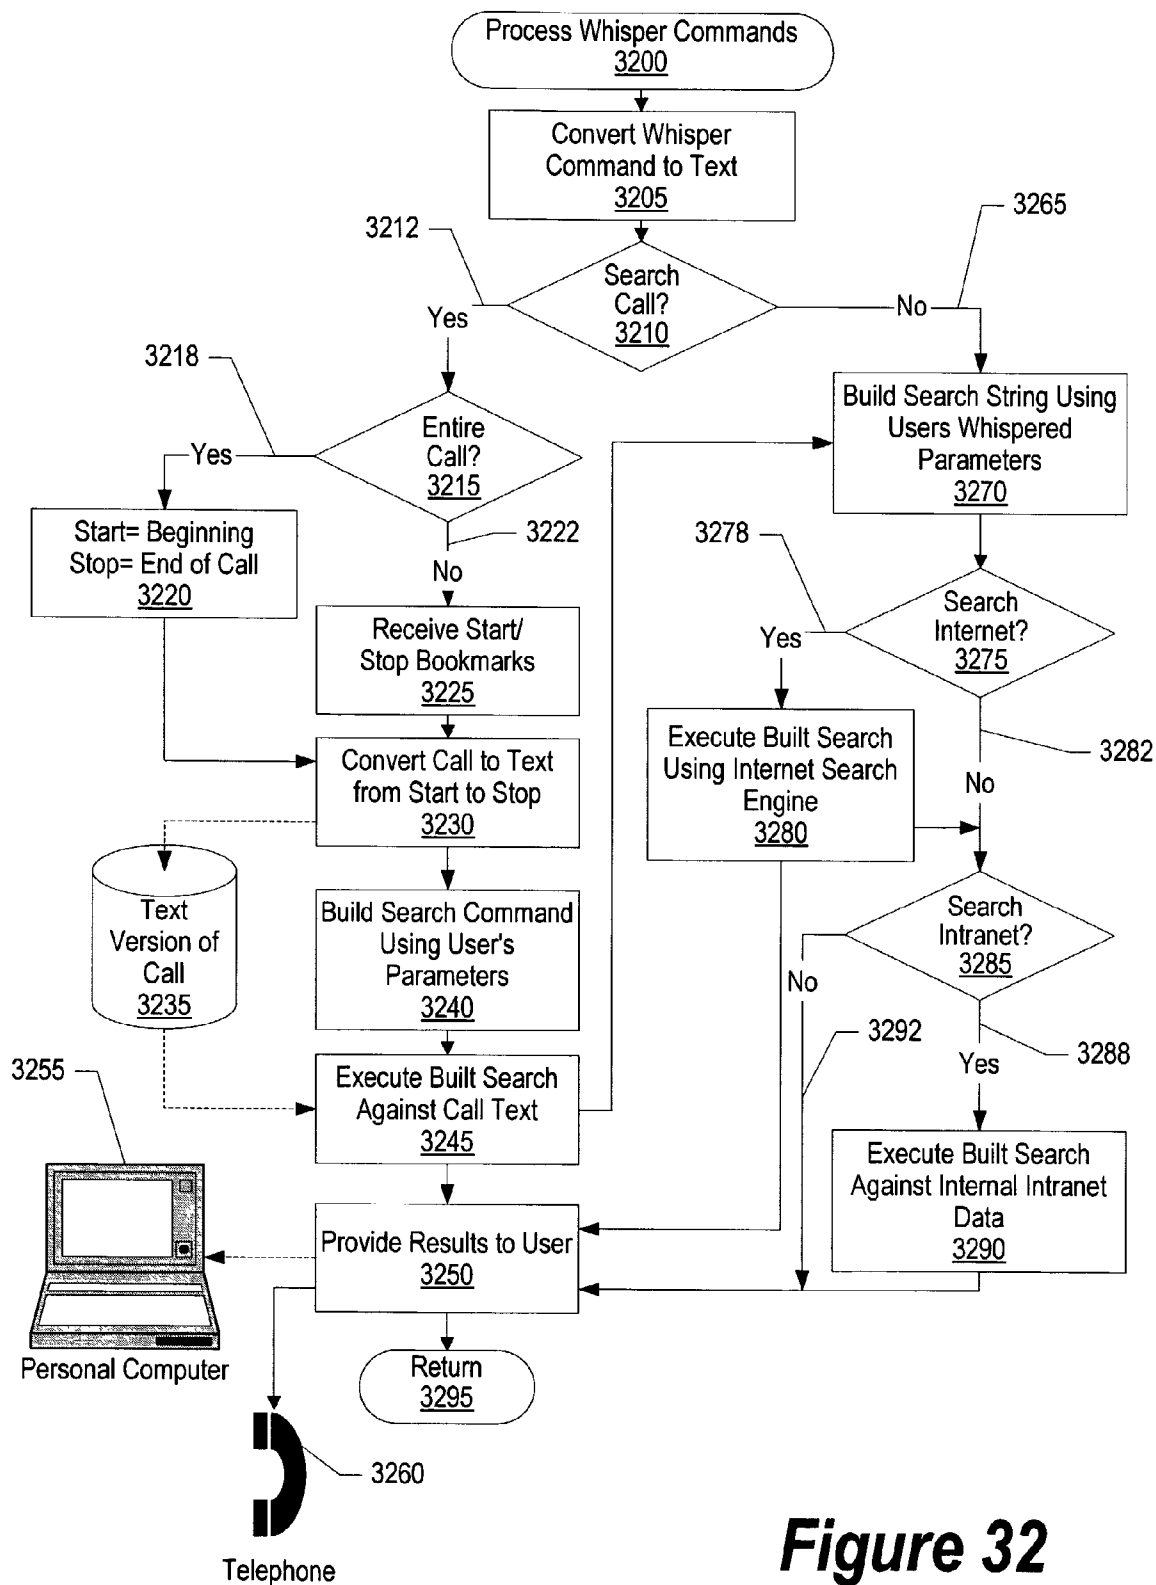 Process Whisper Commands
3200
Convert Whisper
Command to Text
3205
3212
3265
Search
Call?
3210
Yes
No
3218
Entire
Call?
3215
Yes
Build Search String Using
Users Whispered
Parameters
3270
Start= Beginning
Stop= End of Call
3220
3222
No
3278
Search
Internet?
3275
Yes
Receive Start/
Stop Bookmarks
3225
3282
No
Execute Built Search
Using Internet Search
Engine
3280
Convert Call to Text
from Start to Stop
3230
Text
Version of
Call
3235
Build Search Command
Using User's
Parameters
3240
Search
Intranet?
3285
No
3292
3288
Yes
3255
Execute Built Search
Against Call Text
3245
Execute Built Search
Against Internal Intranet
Data
3290
Provide Results to User
3250
Personal Computer
Return
3295
3260
Telephone
Figure 32